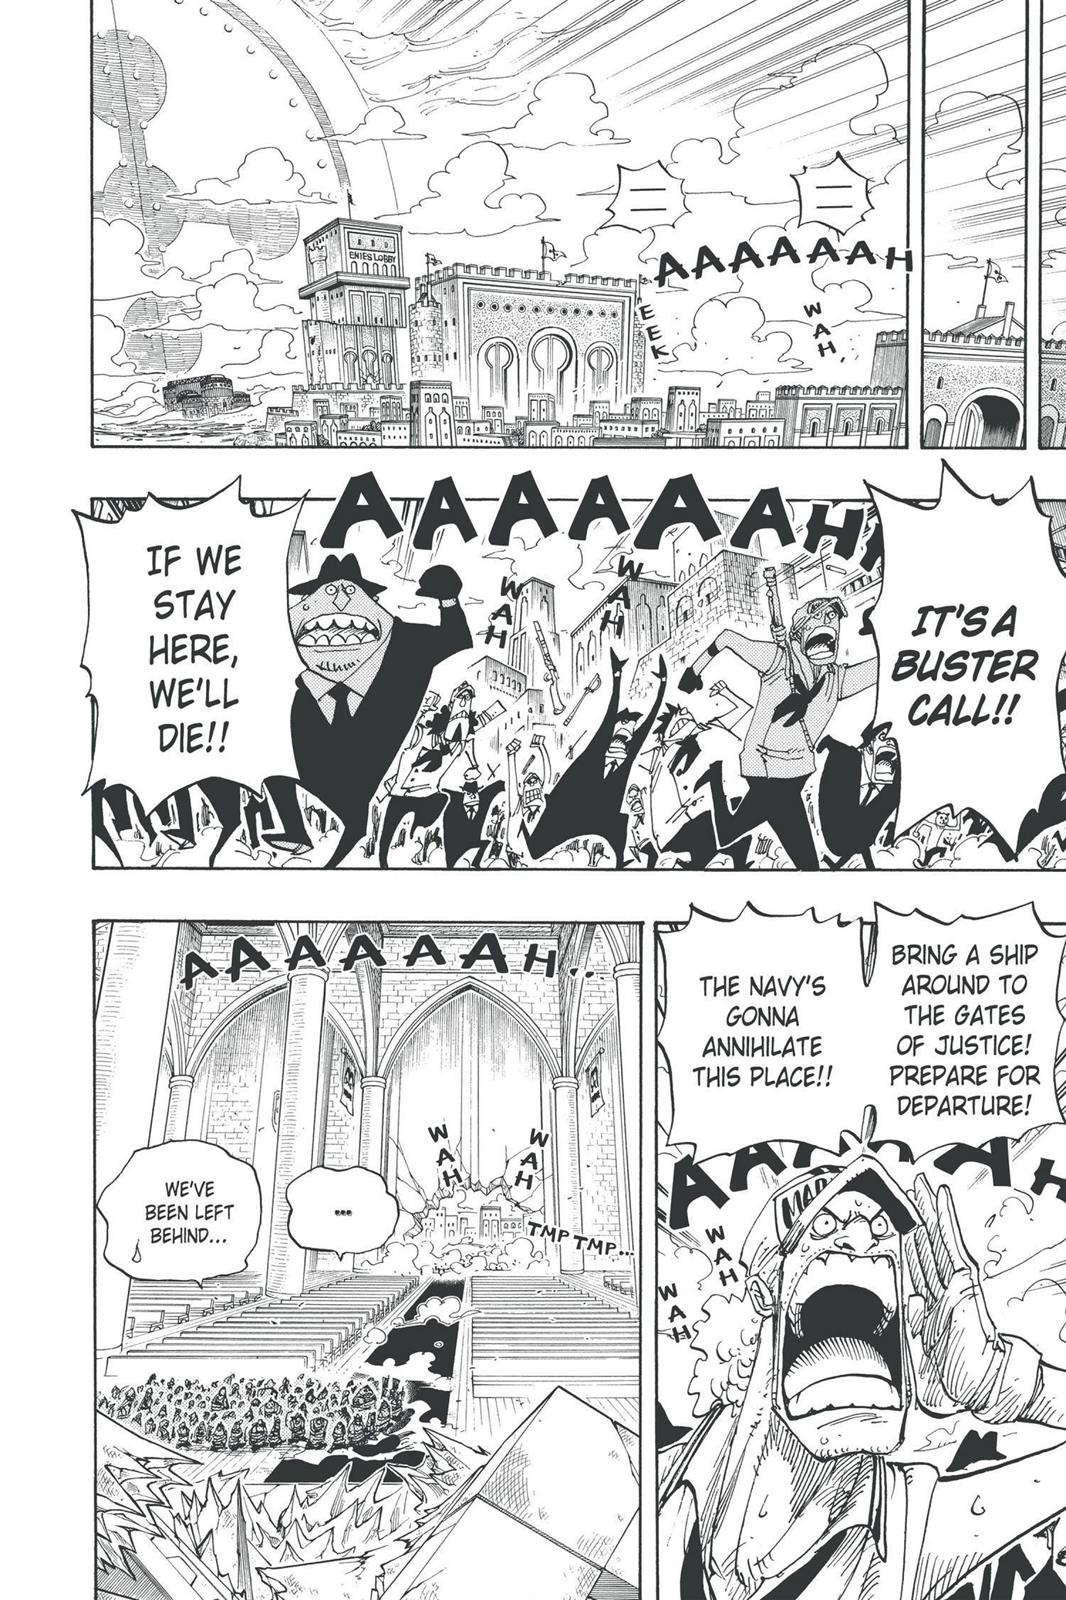 ENIES LOBBY
AAAAAAH
EEK
WAH,
IT'S A
BUSTER
CALL!!
AAAAAAAH
WAH
WAH
IF WE
STAY
HERE,
WE'LL
DIE!!
BRING A SHIP
AROUND TO
THE GATES
OF JUSTICE!
PREPARE FOR
DEPARTURE!
THE NAVY'S
GONNA
ANNIHILATE
THIS PLACE!!
WAH
WAH
AAAAAAAH..
WAH
WAH
TMP TMP...
...
WE'VE
BEEN LEFT
BEHIND...